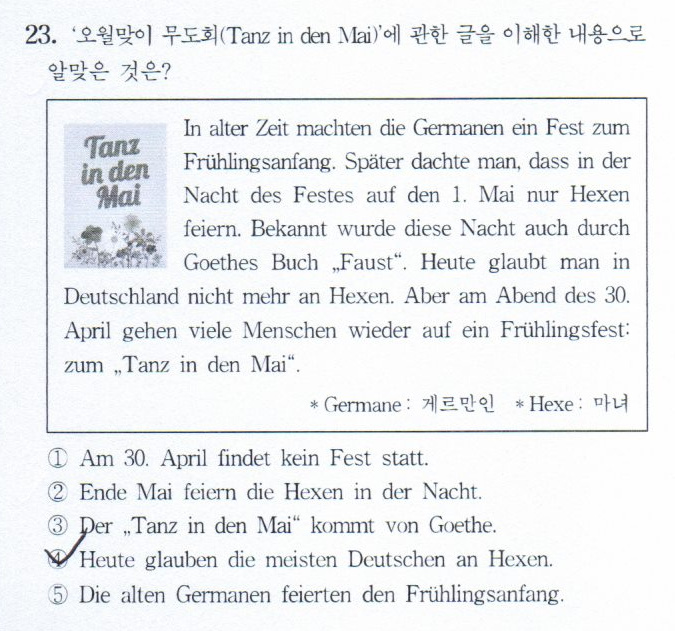 23. ‘오월맞이 무도회(Tanz in den Mai)’에 관한 글을 이해한 내용으로
알맞은 것은?
Tanz
in den
Mai
In alter Zeit machten die Germanen ein Fest zum
Frühlingsanfang. Später dachte man, dass in der
Nacht des Festes auf den 1. Mai nur Hexen
feiern. Bekannt wurde diese Nacht auch durch
Goethes Buch „Faust“. Heute glaubt man in
Deutschland nicht mehr an Hexen. Aber am Abend des 30.
April gehen viele Menschen wieder auf ein Frühlingsfest:
zum „Tanz in den Mai“.
* Germane : 게르만인 * Hexe : 마녀
① Am 30. April findet kein Fest statt.
② Ende Mai feiern die Hexen in der Nacht.
③ Der „Tanz in den Mai“ kommt von Goethe.
④ Heute glauben die meisten Deutschen an Hexen.
⑤ Die alten Germanen feierten den Frühlingsanfang.